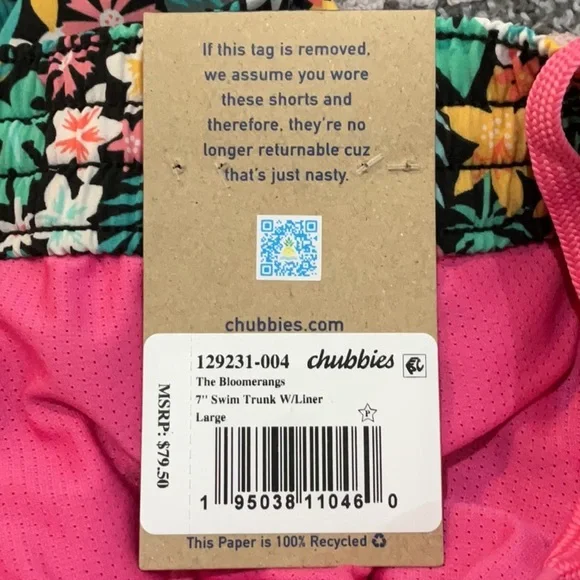 If this tag is removed,
we assume you wore
these shorts and
therefore, they're no
longer returnable cuz
that's just nasty.
chubbies.com
129231-004 chubbies
The Bloomerangs
7" Swim Trunk W/Liner
Large
P
MSRP: $79.50
1 95038 11046 0
This Paper is 100% Recycled